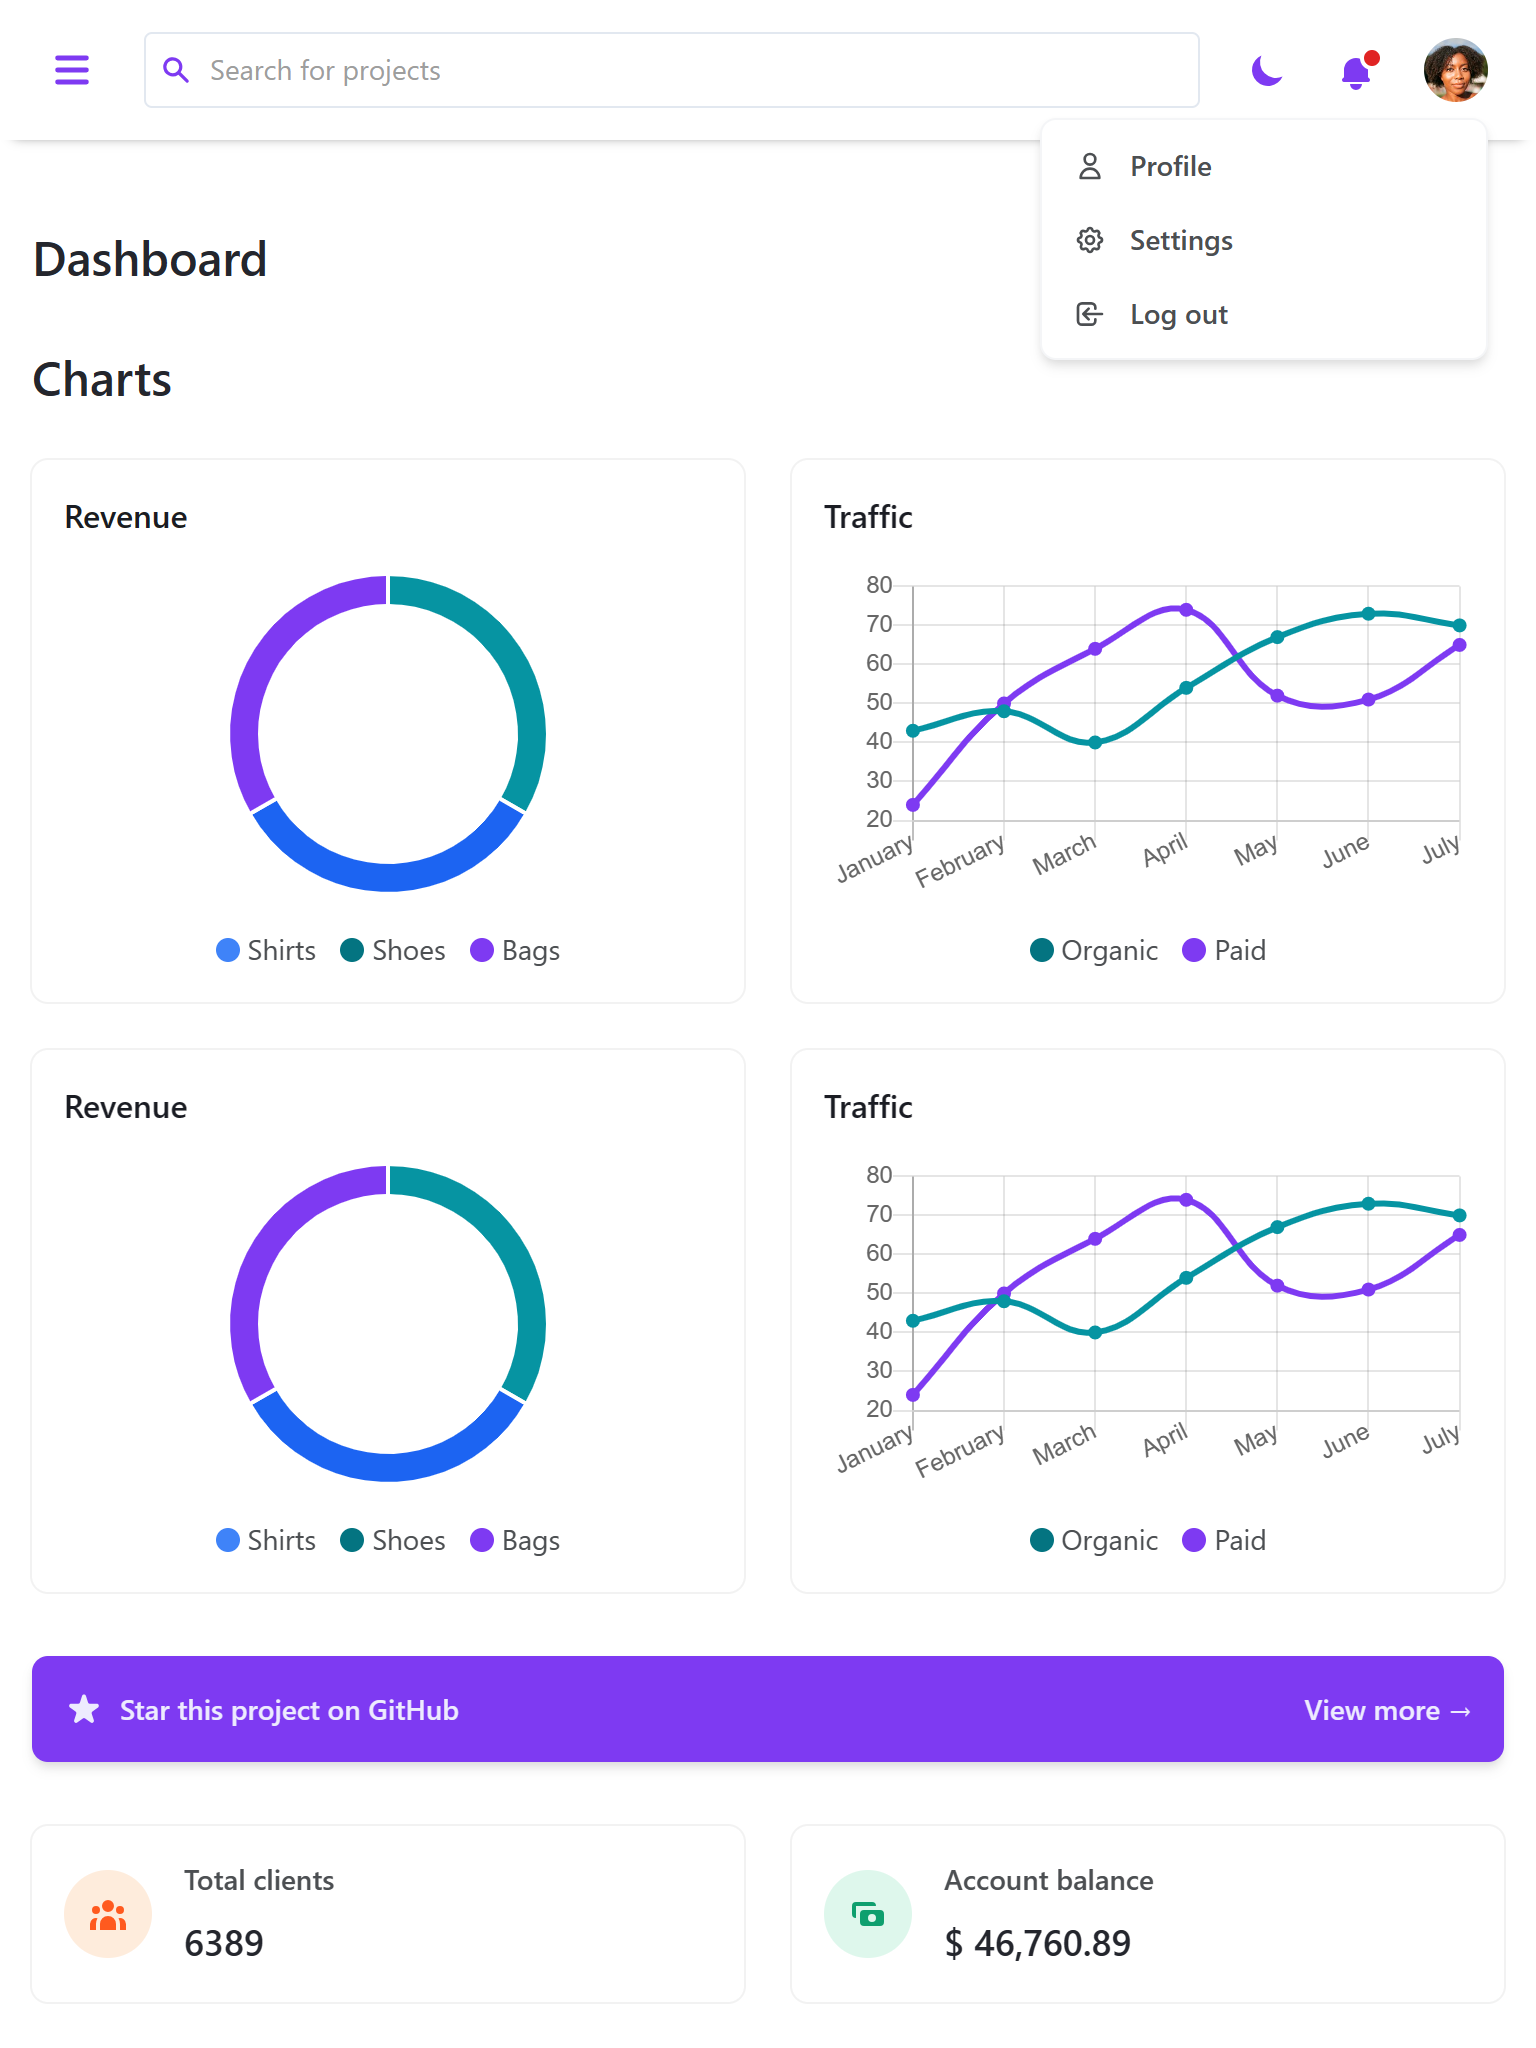 Search for projects
Profile
Settings
Log out
Dashboard
Charts
Revenue
Shirts Shoes Bags
Traffic
80
70
60
50
40
30
20
January February March April May June July
Organic Paid
Revenue
Shirts Shoes Bags
Traffic
80
70
60
50
40
30
20
January February March April May June July
Organic Paid
Star this project on GitHub View more →
Total clients
6389
Account balance
$ 46,760.89